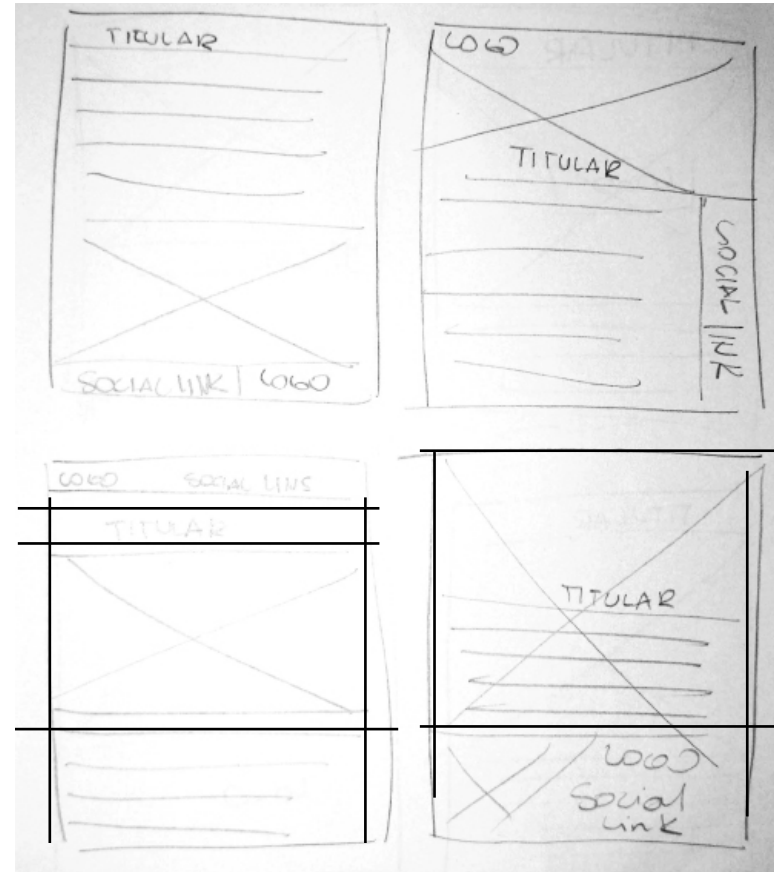 TITULAR
SOCIAL LINK | LOGO
LOGO
TITULAR
SOCIAL LINK
LOGO SOCIAL LINS
TITULAR
TITULAR
LOGO
Social
Link